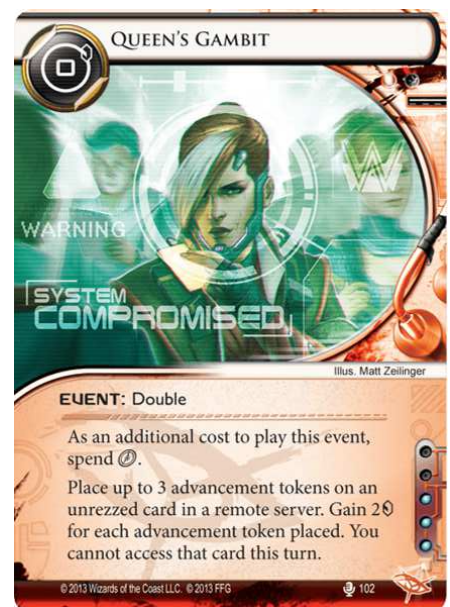 0
QUEEN'S GAMBIT
WARNING
SYSTEM
COMPROMISED
Illus. Matt Zeilinger
EVENT: Double
As an additional cost to play this event,
spend .
Place up to 3 advancement tokens on an
unrezzed card in a remote server. Gain 2
for each advancement token placed. You
cannot access that card this turn.
© 2013 Wizards of the Coast LLC. © 2013 FFG
102